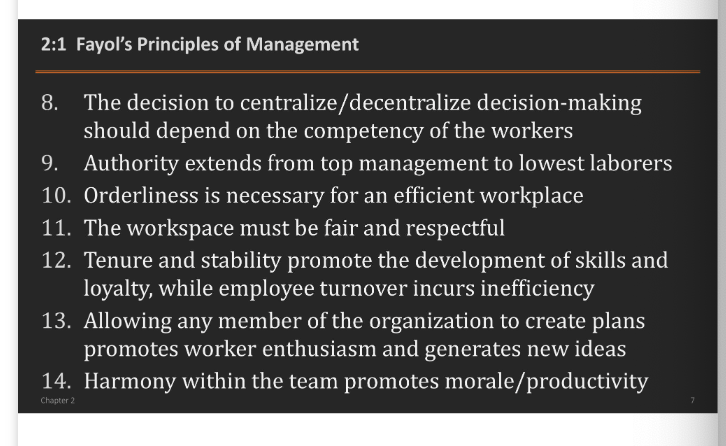 2:1 Fayol's Principles of Management
8. The decision to centralize/decentralize decision-making
should depend on the competency of the workers
9. Authority extends from top management to lowest laborers
10. Orderliness is necessary for an efficient workplace
11. The workspace must be fair and respectful
12. Tenure and stability promote the development of skills and
loyalty, while employee turnover incurs inefficiency
13. Allowing any member of the organization to create plans
promotes worker enthusiasm and generates new ideas
14. Harmony within the team promotes morale/productivity
Chapter 2
7